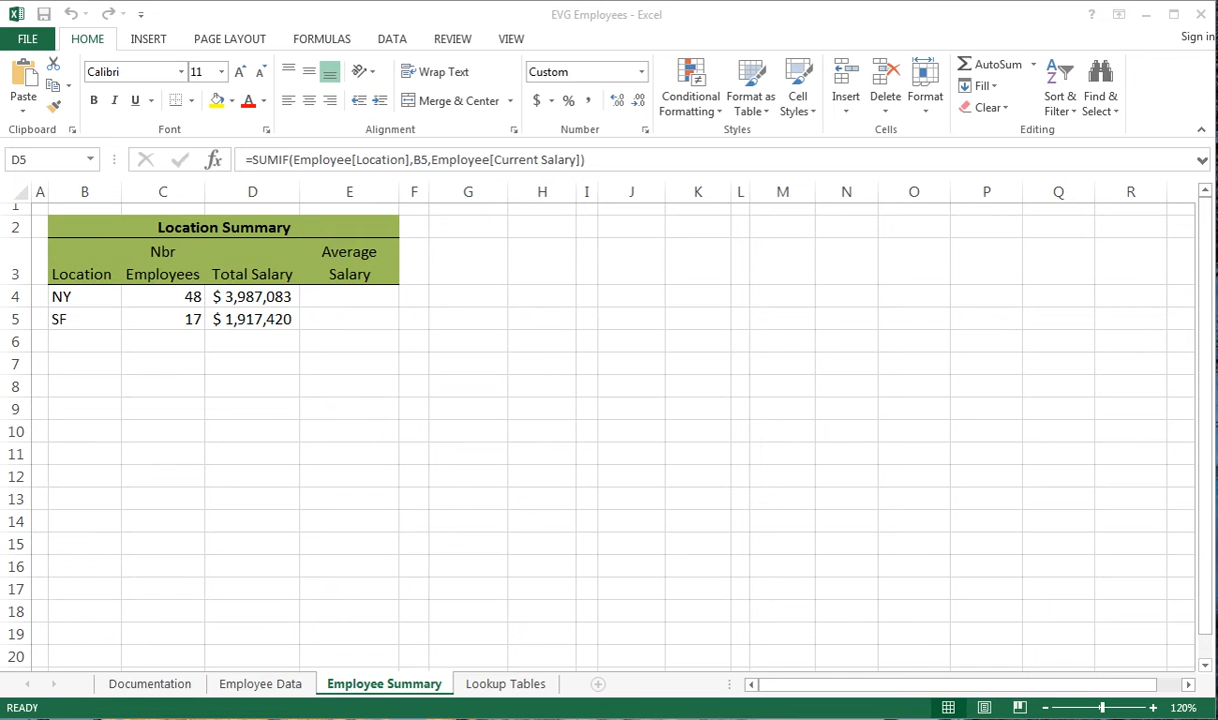 EVG Employees - Excel
Sign in
FILE HOME INSERT PAGE LAYOUT FORMULAS DATA REVIEW VIEW
Paste
Calibri 11
B I U
A A
Wrap Text
Merge & Center
Custom
$ % ,
Conditional Formatting
Format as Table
Cell Styles
Insert Delete Format
AutoSum
Fill
Clear
Sort & Filter
Find & Select
Clipboard Font Alignment Number Styles Cells Editing
D5 fx =SUMIF(Employee[Location],B5,Employee[Current Salary])
A B C D E F G H I J K L M N O P Q R
1
2 Location Summary
Nbr Average
3 Location Employees Total Salary Salary
4 NY 48 $ 3,987,083
5 SF 17 $ 1,917,420
6
7
8
9
10
11
12
13
14
15
16
17
18
19
20
Documentation Employee Data Employee Summary Lookup Tables
READY 120%